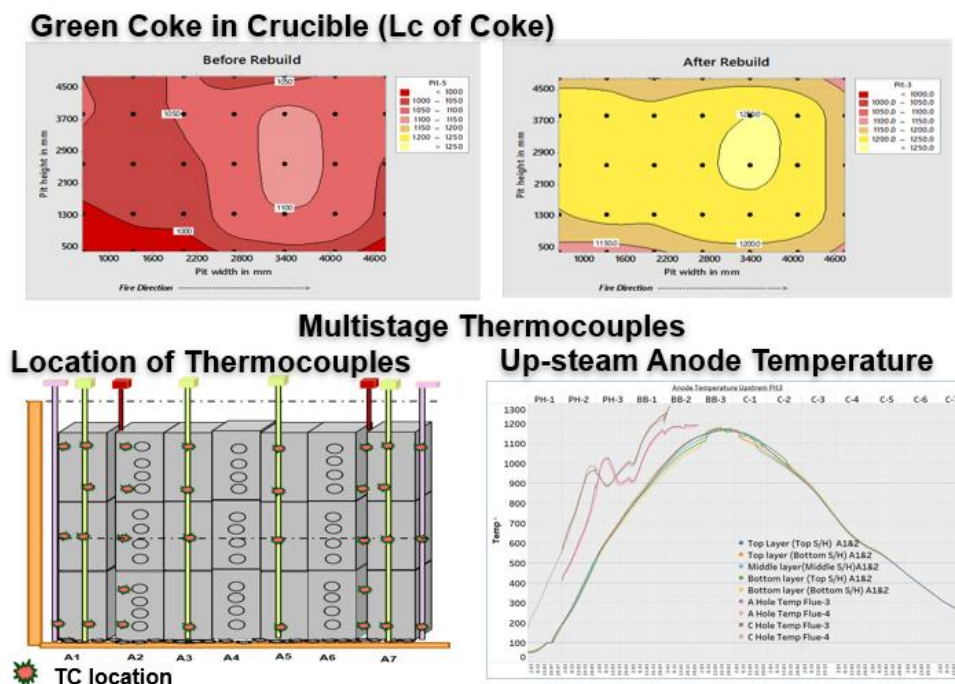 Green Coke in Crucible (Lc of Coke)
Before Rebuild
Pit-5
< 1000
1000 – 1050
1050 – 1100
1100 – 1150
1150 – 1200
1200 – 1250
> 1250
4500
3700
2900
2100
1300
500
1050
1050
1100
1000
1000 1600 2200 2800 3400 4000 4600
Pit width in mm
Pit height in mm
Fire Direction
After Rebuild
Pit-3
< 1000.0
1000.0 – 1050.0
1050.0 – 1100.0
1100.0 – 1150.0
1150.0 – 1200.0
1200.0 – 1250.0
> 1250.0
4500
3700
2900
2100
1300
500
1150.0
1200.0
1000 1600 2200 2800 3400 4000 4600
Pit width in mm
Pit height in mm
Fire Direction
Multistage Thermocouples
Location of Thermocouples
A1 A2 A3 A4 A5 A6 A7
TC location
Up-steam Anode Temperature
Anode Temperature Upstrem Pit3
PH-1 PH-2 PH-3 BB-1 BB-2 BB-3 C-1 C-2 C-3 C-4 C-5 C-6
1300
1200
1100
1000
900
800
700
600
500
400
300
200
100
00
Temp°
Top Layer (Top S/H) A1&2
Top layer (Bottom S/H) A1&2
Middle layer(Middle S/H)A1&2
Bottom layer (Top S/H) A1&2
Bottom layer (Bottom S/H) A1&2
A Hole Temp Flue-3
A Hole Temp Flue-4
C Hole Temp Flue-3
C Hole Temp Flue-4